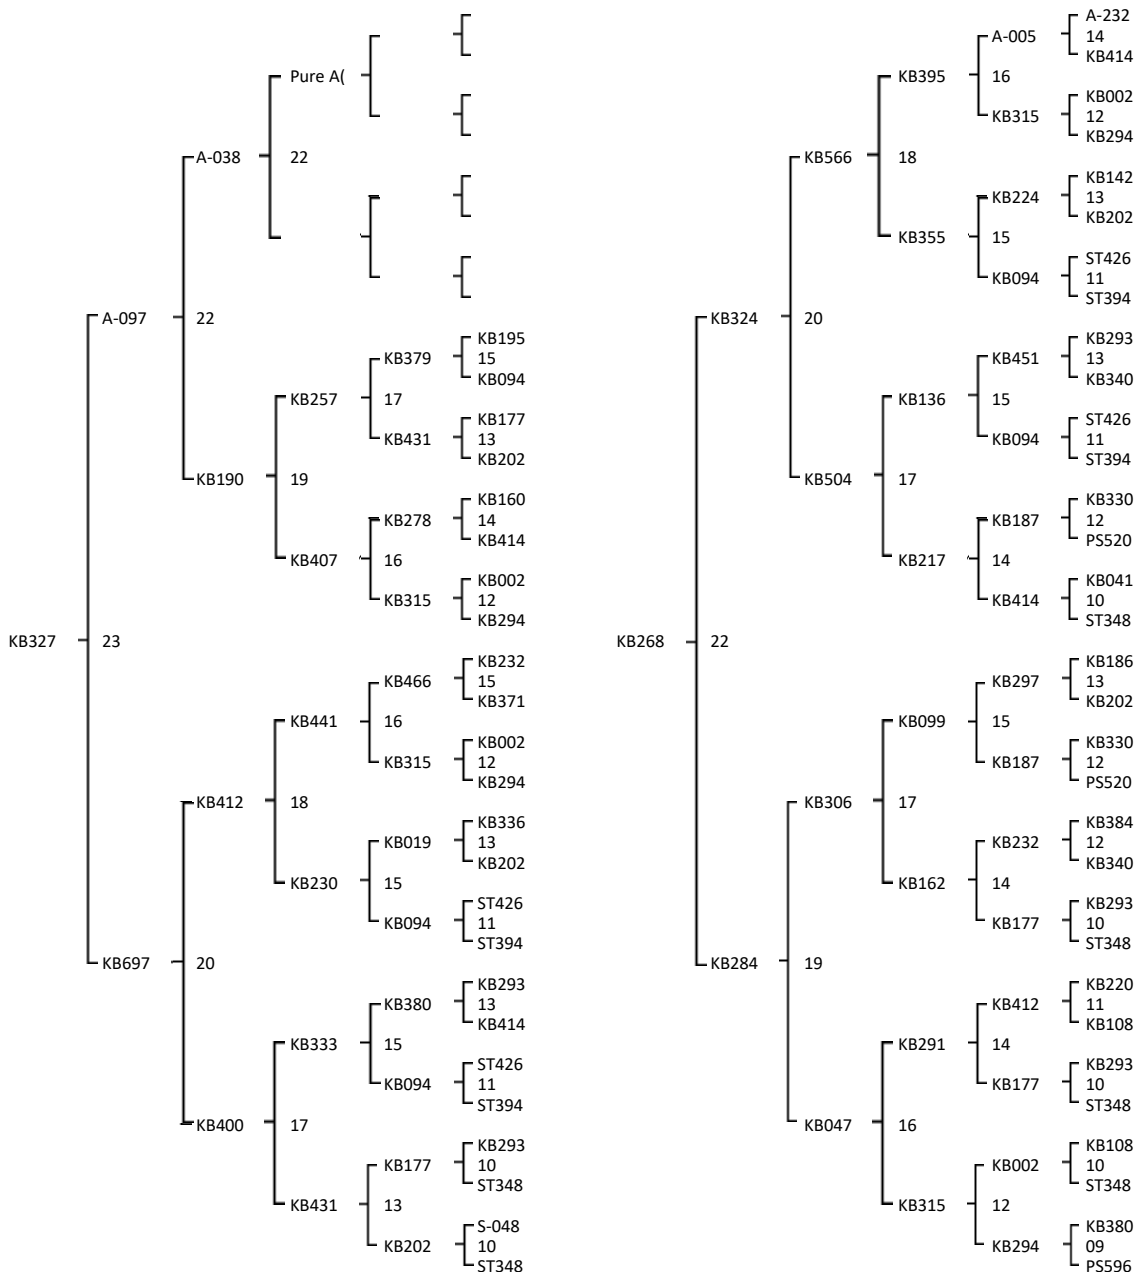 Pure A(
A-038 22
A-097 22
KB195
KB379 15
KB094
KB257 17
KB177
KB431 13
KB202
KB190 19
KB160
KB278 14
KB414
KB407 16
KB002
KB315 12
KB294
KB327 23
KB232
KB466 15
KB371
KB441 16
KB002
KB315 12
KB294
KB412 18
KB336
KB019 13
KB202
KB230 15
ST426
KB094 11
ST394
KB697 20
KB293
KB380 13
KB414
KB333 15
ST426
KB094 11
ST394
KB400 17
KB293
KB177 10
ST348
KB431 13
S-048
KB202 10
ST348
A-232
A-005 14
KB414
KB395 16
KB002
KB315 12
KB294
KB566 18
KB142
KB224 13
KB202
KB355 15
ST426
KB094 11
ST394
KB324 20
KB293
KB451 13
KB340
KB136 15
ST426
KB094 11
ST394
KB504 17
KB330
KB187 12
PS520
KB217 14
KB041
KB414 10
ST348
KB268 22
KB186
KB297 13
KB202
KB099 15
KB330
KB187 12
PS520
KB306 17
KB384
KB232 12
KB340
KB162 14
KB293
KB177 10
ST348
KB284 19
KB220
KB412 11
KB108
KB291 14
KB293
KB177 10
ST348
KB047 16
KB108
KB002 10
ST348
KB315 12
KB380
KB294 09
PS596